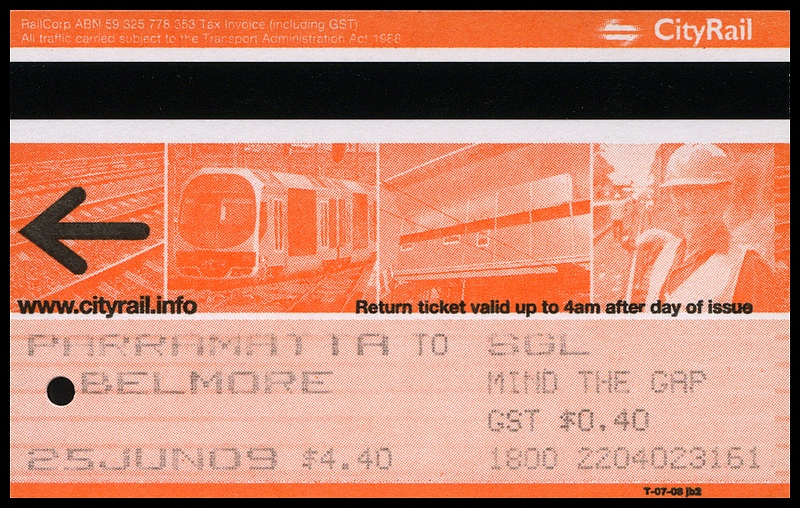 RailCorp ABN 59 325 778 353 Tax Invoice (including GST)
All traffic carried subject to the Transport Administration Act 1988
CityRail
www.cityrail.info
Return ticket valid up to 4am after day of issue
PARRAMATTA TO SGL
BELMORE MIND THE GAP
GST $0.40
25JUN09 $4.40 1800 2204023161
T-07-08 jb2